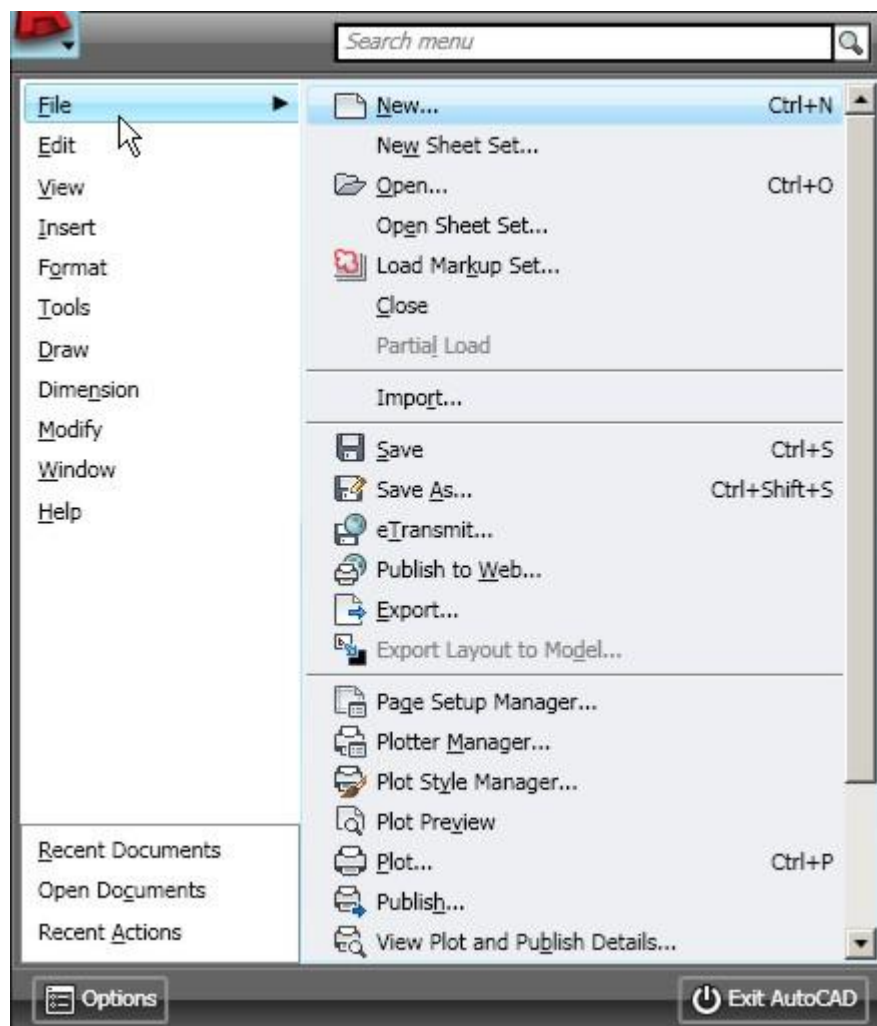 Search menu
File
Edit
View
Insert
Format
Tools
Draw
Dimension
Modify
Window
Help
Recent Documents
Open Documents
Recent Actions
New... Ctrl+N
New Sheet Set...
Open... Ctrl+O
Open Sheet Set...
Load Markup Set...
Close
Partial Load
Import...
Save Ctrl+S
Save As... Ctrl+Shift+S
eTransmit...
Publish to Web...
Export...
Export Layout to Model...
Page Setup Manager...
Plotter Manager...
Plot Style Manager...
Plot Preview
Plot... Ctrl+P
Publish...
View Plot and Publish Details...
Options
Exit AutoCAD